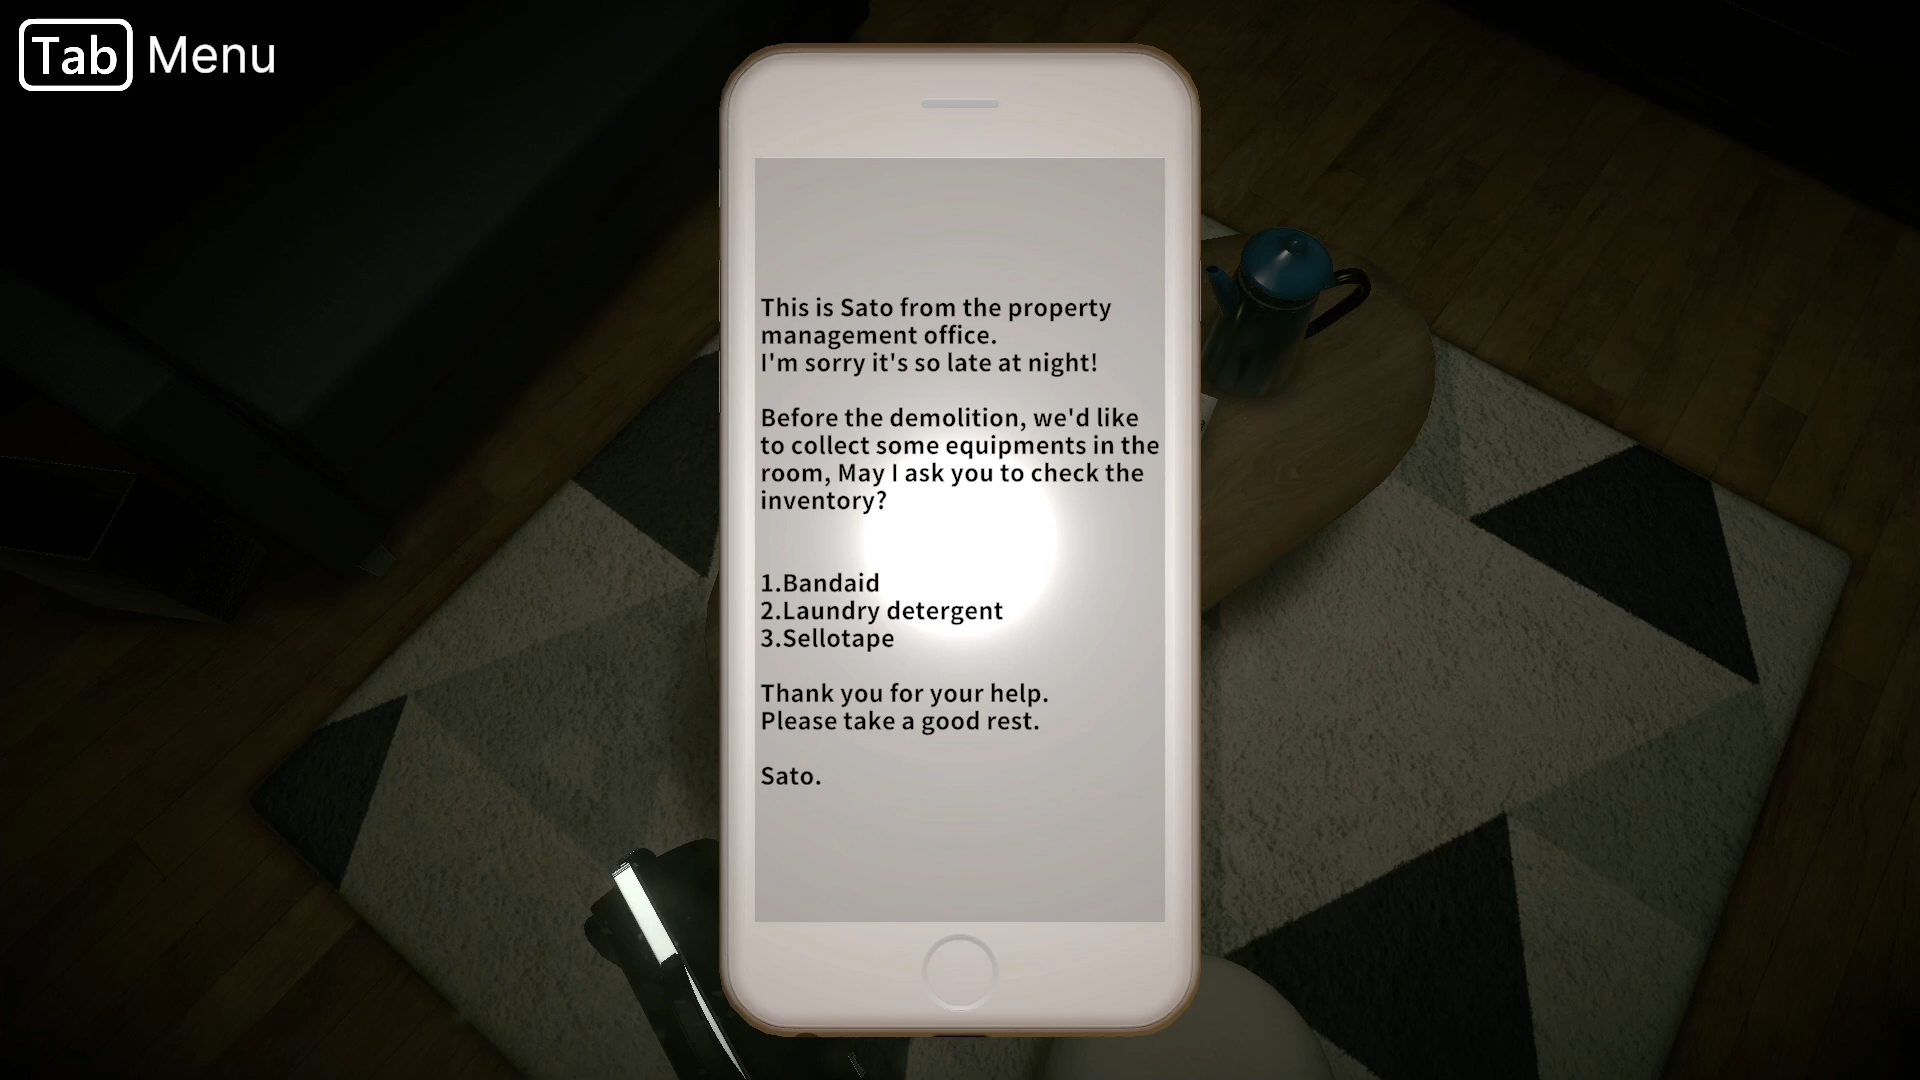 Tab Menu
This is Sato from the property
management office.
I'm sorry it's so late at night!
Before the demolition, we'd like
to collect some equipments in the
room, May I ask you to check the
inventory?
1.Bandaid
2.Laundry detergent
3.Sellotape
Thank you for your help.
Please take a good rest.
Sato.